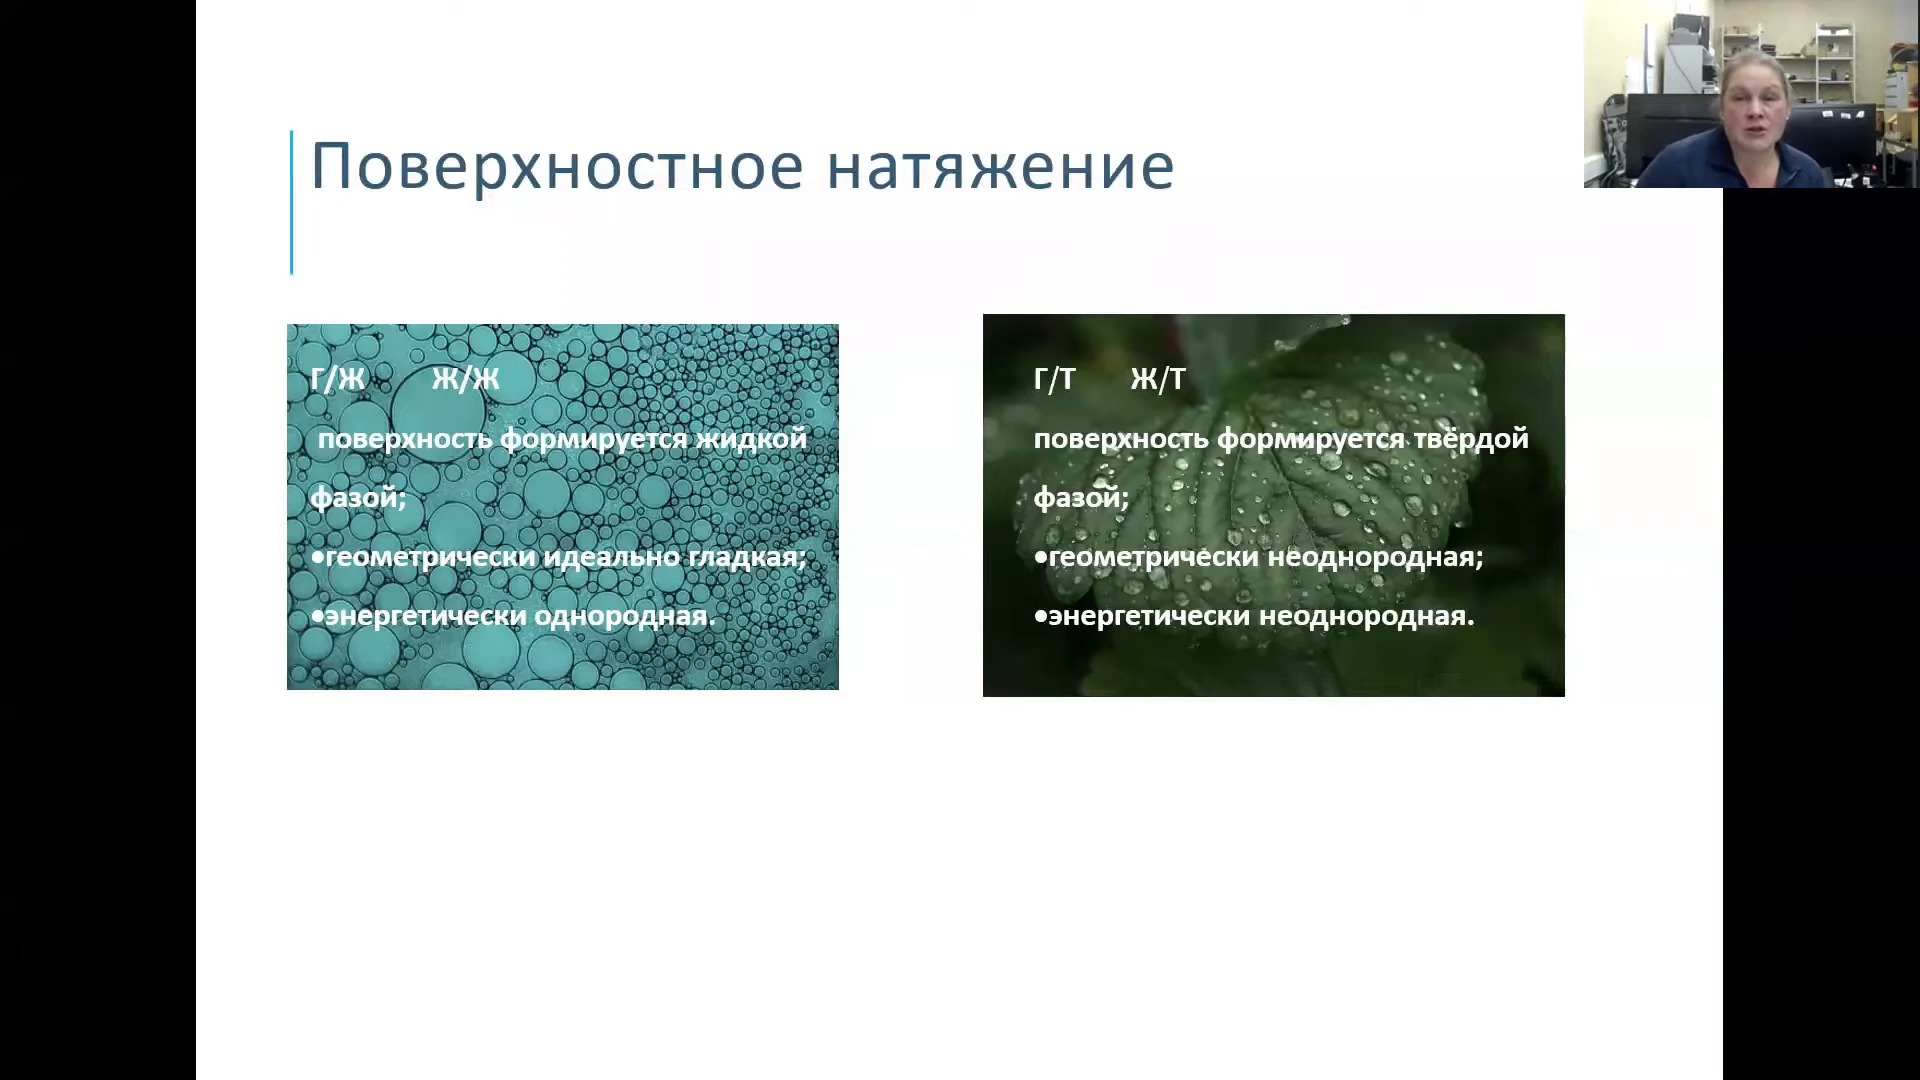 Поверхностное натяжение
Г/Ж Ж/Ж
поверхность формируется жидкой
фазой;
•геометрически идеально гладкая;
•энергетически однородная.
Г/Т Ж/Т
поверхность формируется твёрдой
фазой;
•геометрически неоднородная;
•энергетически неоднородная.